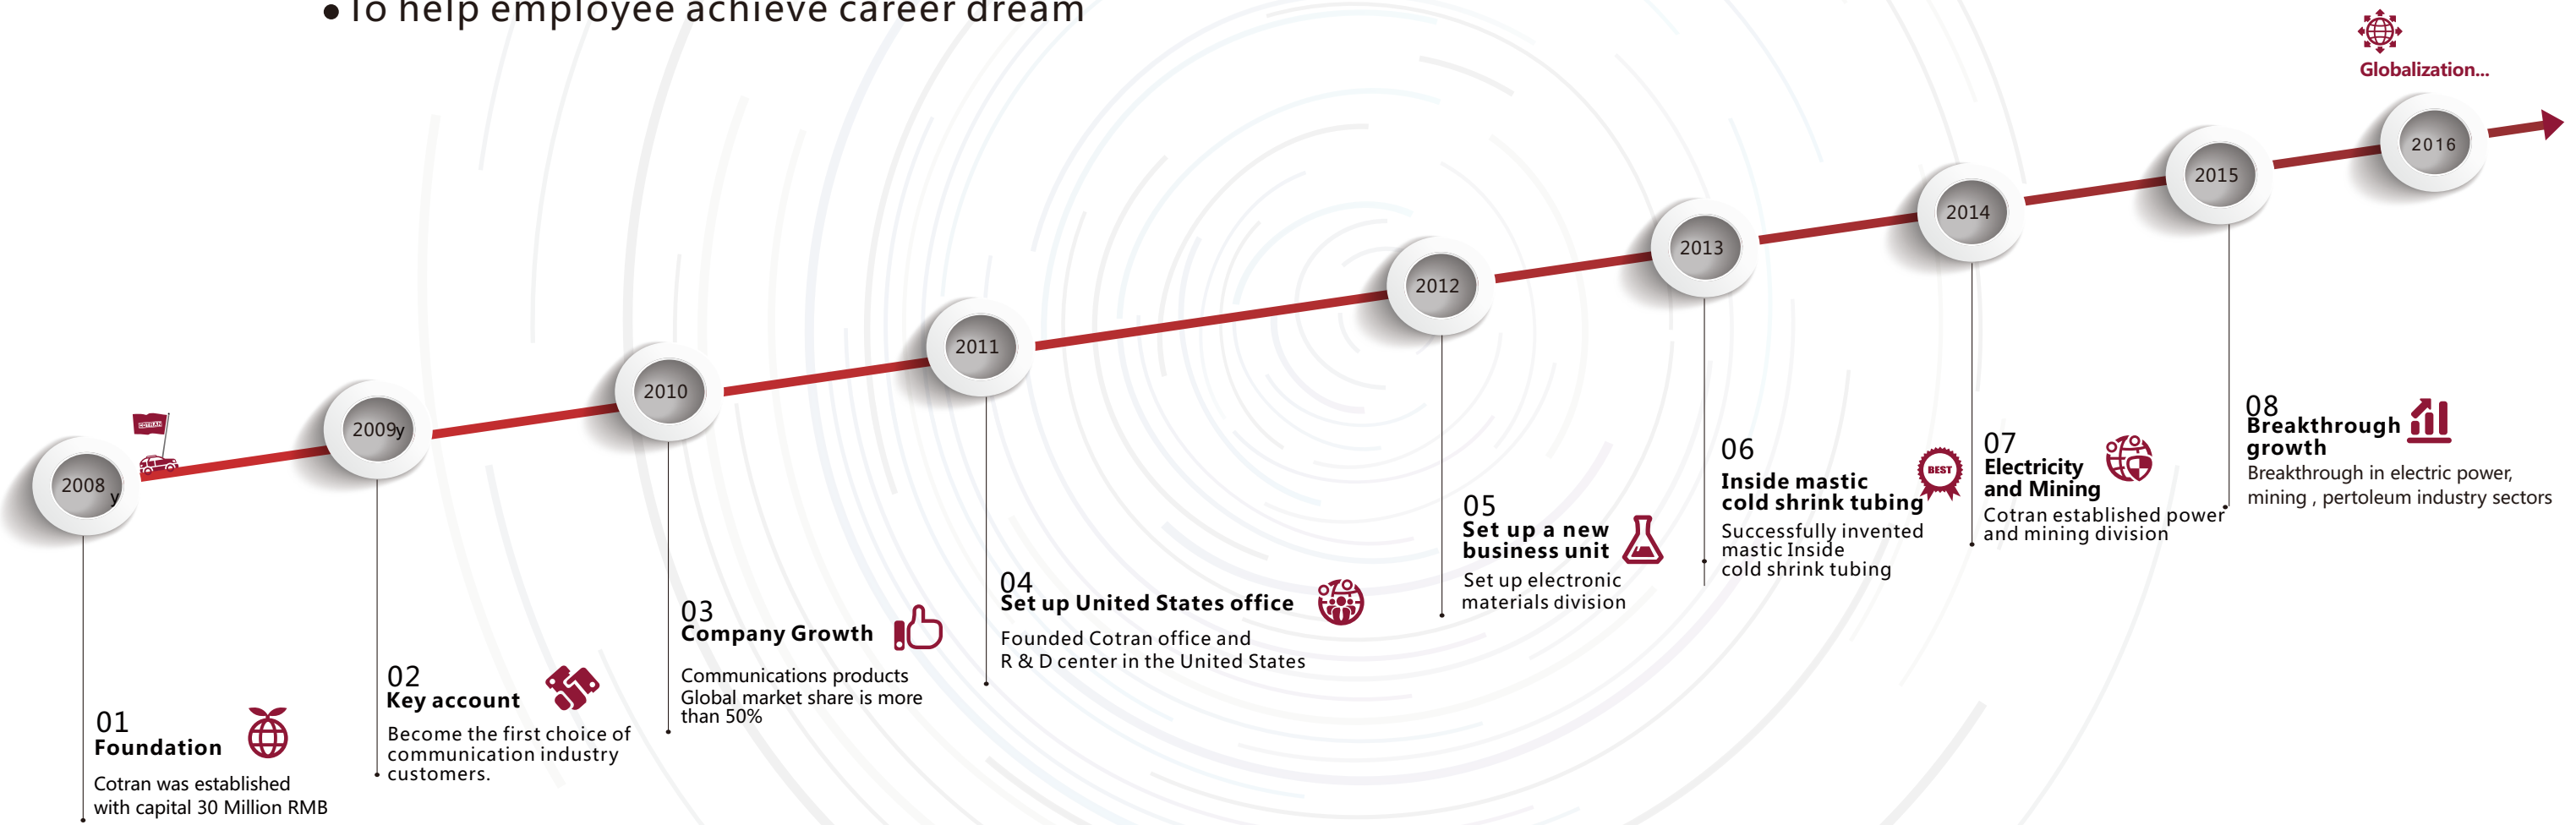 • To help employee achieve career dream
Globalization...
2016
2015
2014
2013
2012
2011
2010
2009y
2008 y
COTRAN
01
Foundation
Cotran was established
with capital 30 Million RMB
02
Key account
Become the first choice of
communication industry
customers.
03
Company Growth
Communications products
Global market share is more
than 50%
04
Set up United States office
Founded Cotran office and
R & D center in the United States
05
Set up a new
business unit
Set up electronic
materials division
06
Inside mastic
cold shrink tubing
BEST
Successfully invented
mastic Inside
cold shrink tubing
07
Electricity
and Mining
Cotran established power
and mining division
08
Breakthrough
growth
Breakthrough in electric power,
mining , pertoleum industry sectors